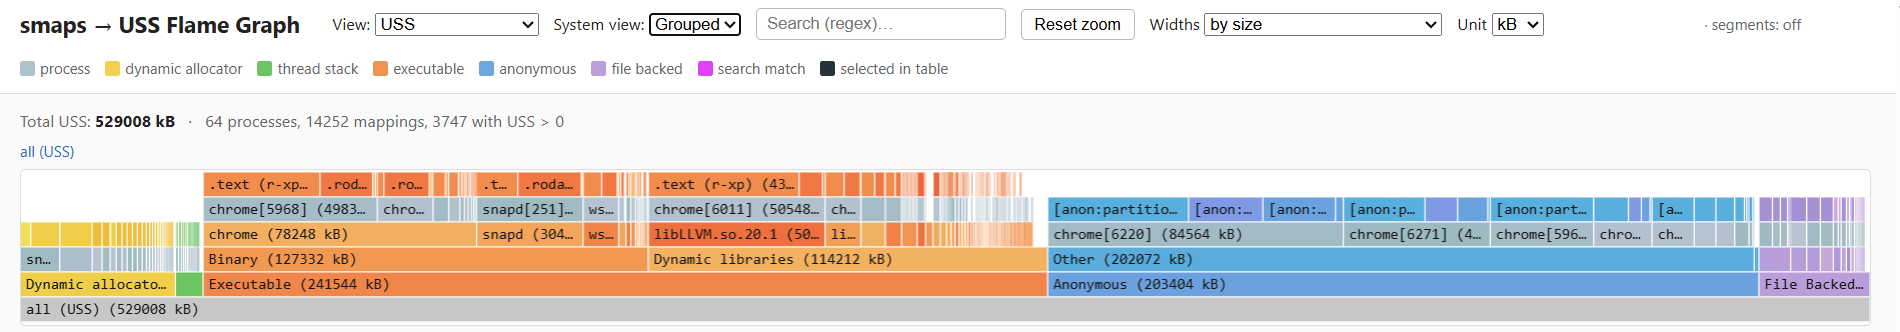 smaps → USS Flame Graph View: USS System view: Grouped Search (regex)... Reset zoom Widths by size Unit kB · segments: off
process dynamic allocator thread stack executable anonymous file backed search match selected in table
Total USS: 529008 kB · 64 processes, 14252 mappings, 3747 with USS > 0
all (USS)
.text (r-xp… .rod… .ro… .t… .roda… .text (r-xp) (43…
chrome[5968] (4983… chro… snapd[251]… ws… chrome[6011] (50548… ch… [anon:partitio… [anon:… [anon:… [anon:p… [anon:part… [a…
chrome (78248 kB) snapd (304… ws… libLLVM.so.20.1 (50… li… chrome[6220] (84564 kB) chrome[6271] (4… chrome[596… chro… ch…
sn… Binary (127332 kB) Dynamic libraries (114212 kB) Other (202072 kB)
Dynamic allocato… Executable (241544 kB) Anonymous (203404 kB) File Backed…
all (USS) (529008 kB)